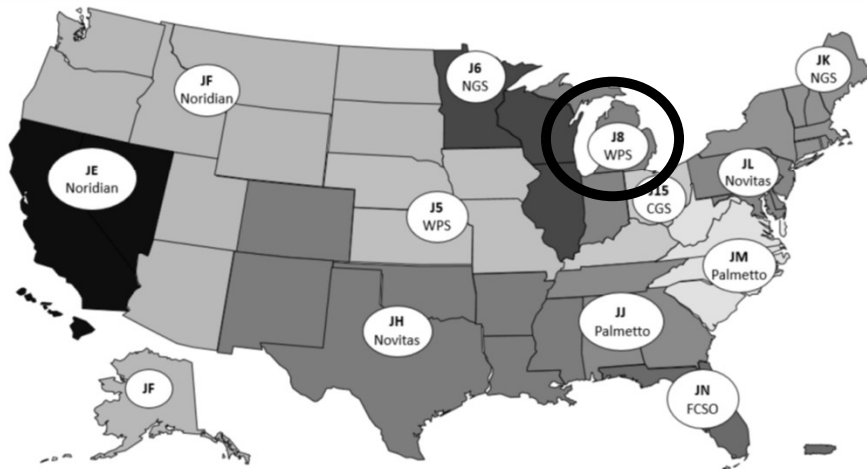 J6
NGS
JK
NGS
JF
Noridian
J8
WPS
JE
Noridian
JL
Novitas
J15
CGS
J5
WPS
JM
Palmetto
JH
Novitas
JJ
Palmetto
JF
JN
FCSO